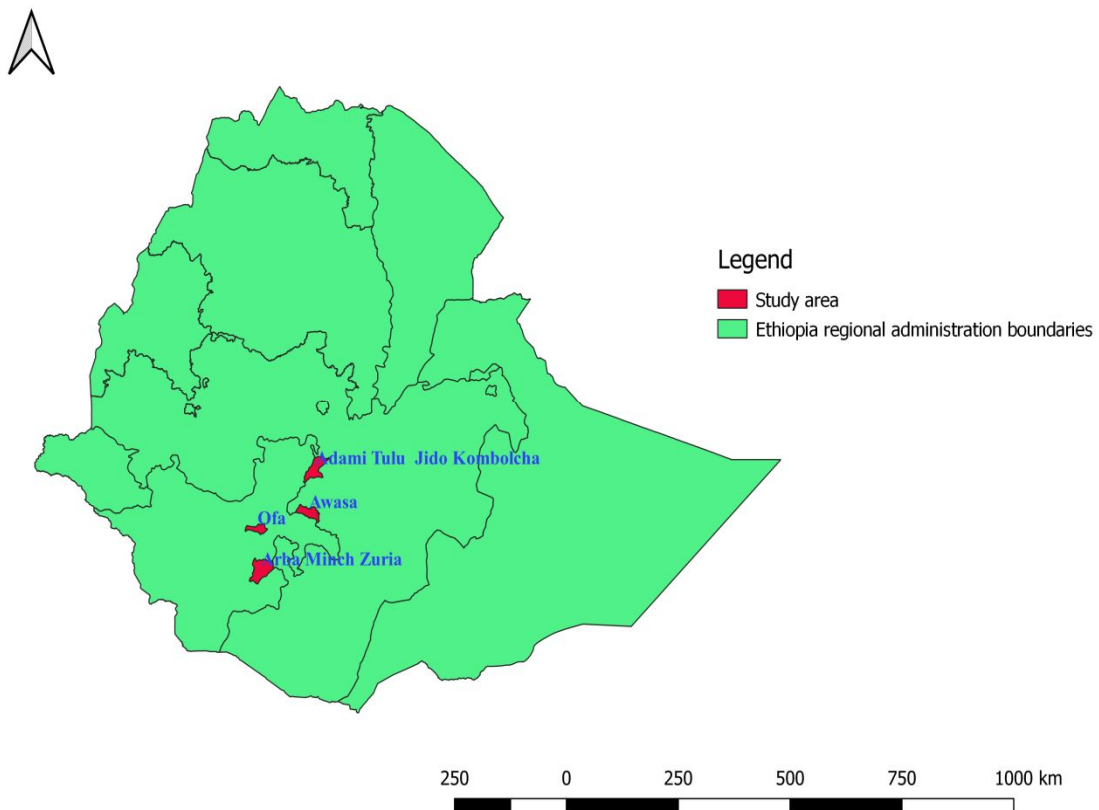 Legend
Study area
Ethiopia regional administration boundaries
Adami Tulu Jido Kombolcha
Awasa
Ofa
Arba Minch Zuria
250 0 250 500 750 1000 km